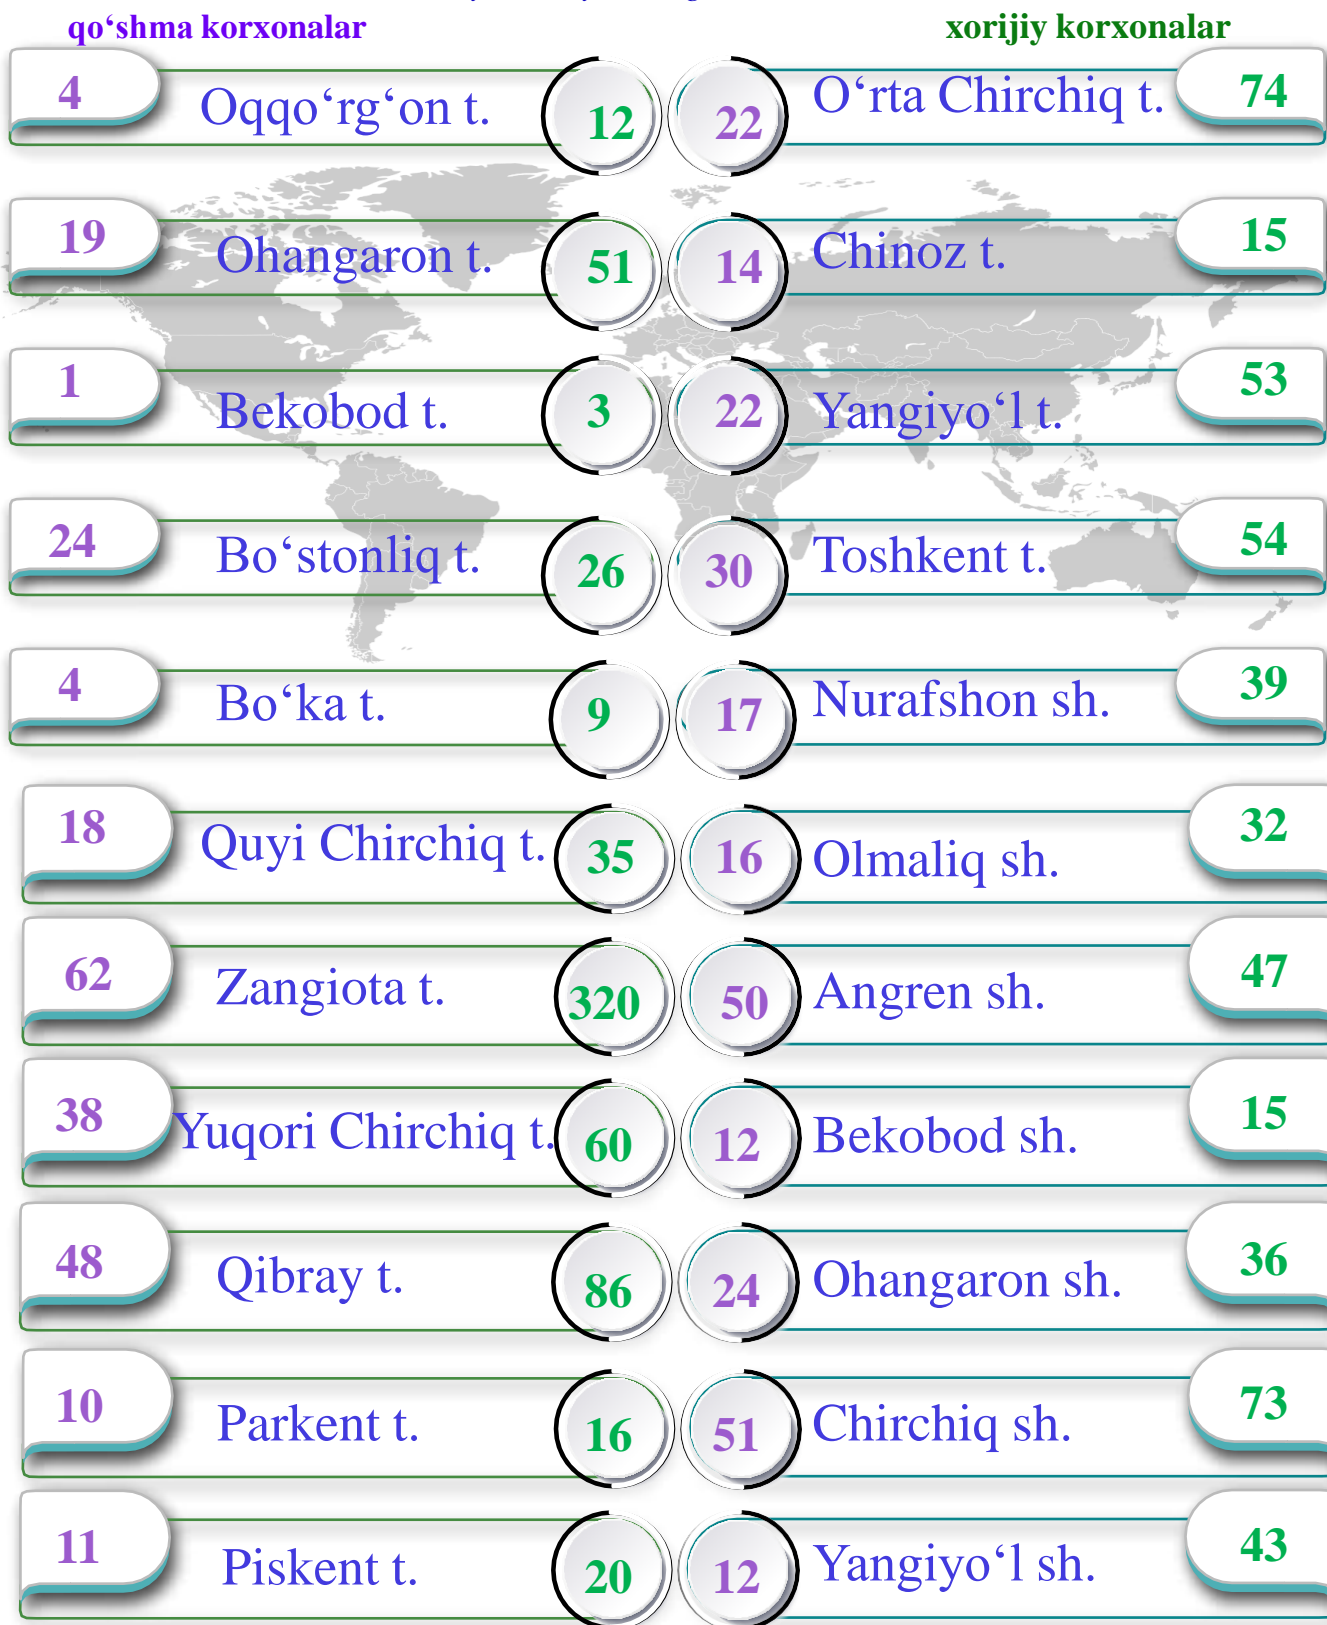 qo‘shma korxonalar xorijiy korxonalar
4 Oqqo‘rg‘on t. 12 22 O‘rta Chirchiq t. 74
19 Ohangaron t. 51 14 Chinoz t. 15
1 Bekobod t. 3 22 Yangiyo‘l t. 53
24 Bo‘stonliq t. 26 30 Toshkent t. 54
4 Bo‘ka t. 9 17 Nurafshon sh. 39
18 Quyi Chirchiq t. 35 16 Olmaliq sh. 32
62 Zangiota t. 320 50 Angren sh. 47
38 Yuqori Chirchiq t. 60 12 Bekobod sh. 15
48 Qibray t. 86 24 Ohangaron sh. 36
10 Parkent t. 16 51 Chirchiq sh. 73
11 Piskent t. 20 12 Yangiyo‘l sh. 43